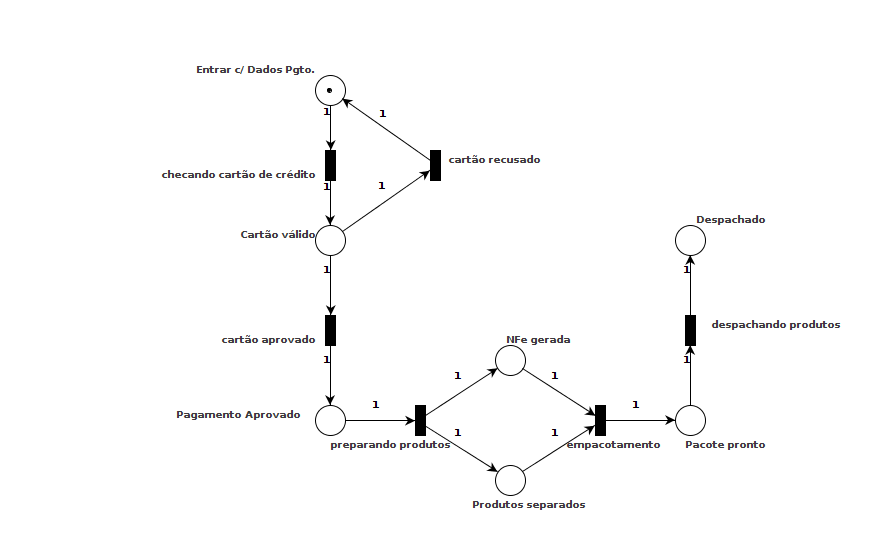 Entrar c/ Dados Pgto.
1
1
cartão recusado
checando cartão de crédito
1
1
Despachado
Cartão válido
1
1
despachando produtos
cartão aprovado
NFe gerada
1
1
1
1
Pagamento Aprovado
1
1
preparando produtos
1
1
empacotamento
Pacote pronto
Produtos separados